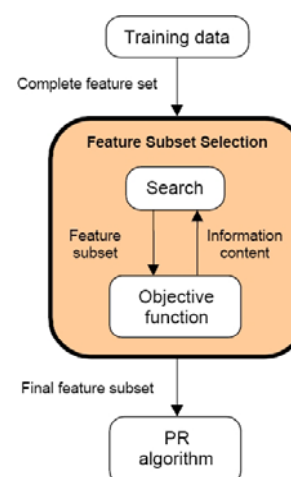 Training data
Complete feature set
Feature Subset Selection
Search
Feature
subset
Information
content
Objective
function
Final feature subset
PR
algorithm